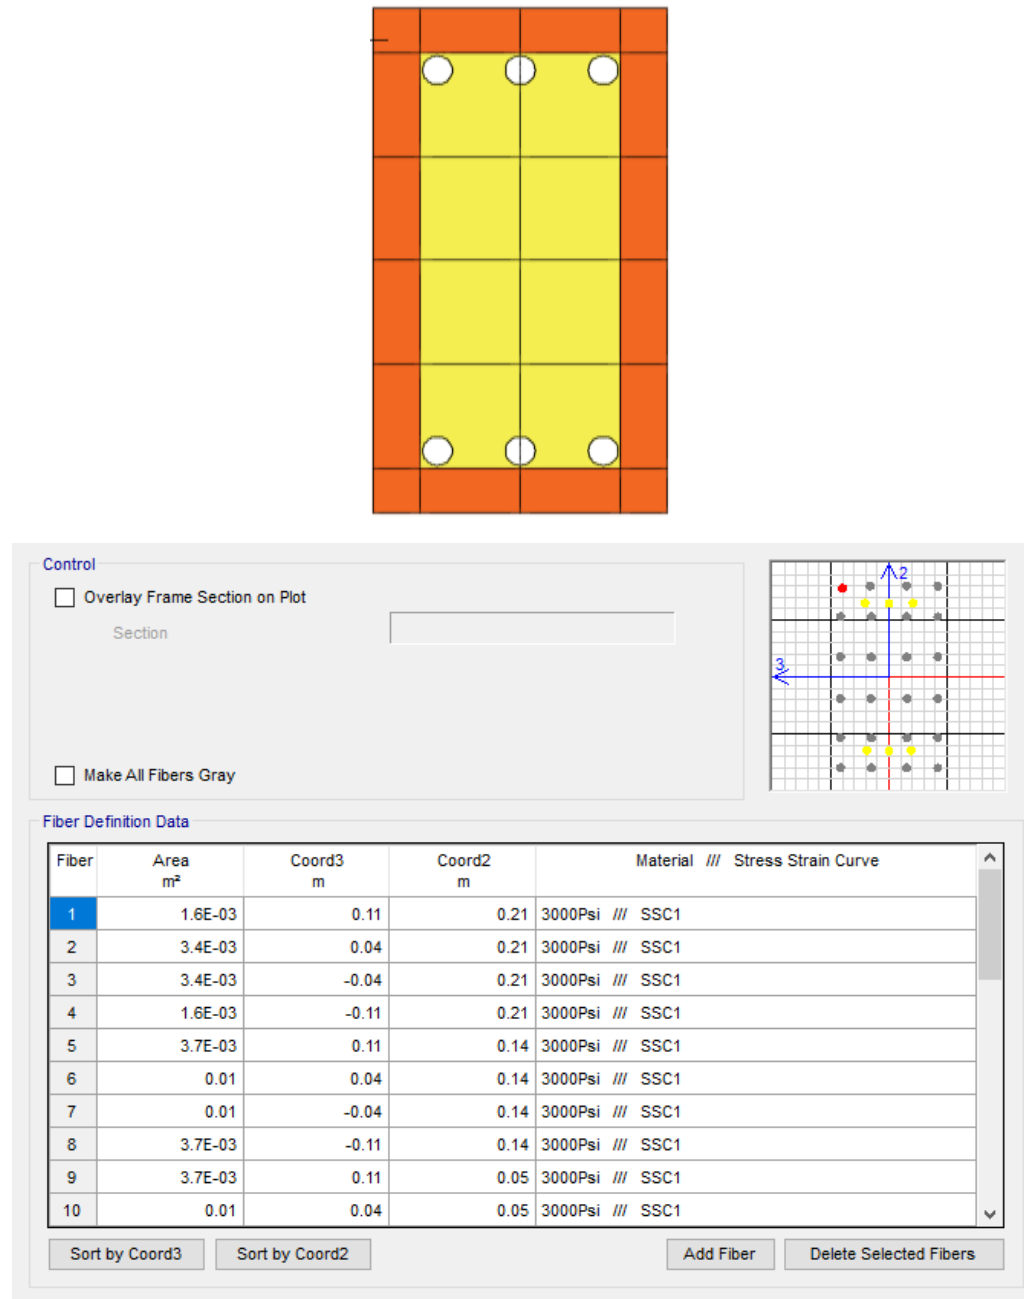 Control
Overlay Frame Section on Plot
Section
Make All Fibers Gray
2
3
Fiber Definition Data
Fiber Area Coord3 Coord2 Material /// Stress Strain Curve
m² m m
1 1.6E-03 0.11 0.21 3000Psi /// SSC1
2 3.4E-03 0.04 0.21 3000Psi /// SSC1
3 3.4E-03 -0.04 0.21 3000Psi /// SSC1
4 1.6E-03 -0.11 0.21 3000Psi /// SSC1
5 3.7E-03 0.11 0.14 3000Psi /// SSC1
6 0.01 0.04 0.14 3000Psi /// SSC1
7 0.01 -0.04 0.14 3000Psi /// SSC1
8 3.7E-03 -0.11 0.14 3000Psi /// SSC1
9 3.7E-03 0.11 0.05 3000Psi /// SSC1
10 0.01 0.04 0.05 3000Psi /// SSC1
Sort by Coord3 Sort by Coord2 Add Fiber Delete Selected Fibers